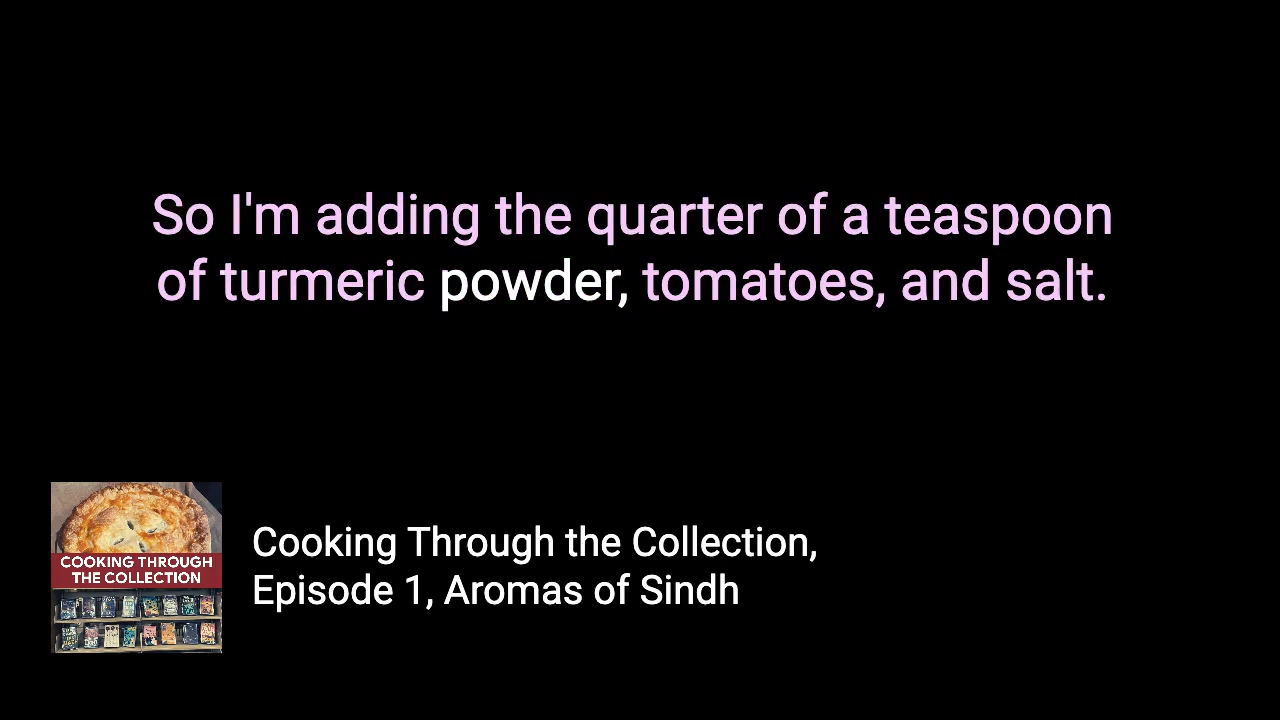 So I'm adding the quarter of a teaspoon
of turmeric powder, tomatoes, and salt.
COOKING THROUGH
THE COLLECTION
Cooking Through the Collection,
Episode 1, Aromas of Sindh